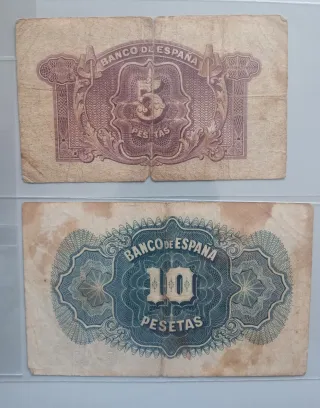 BANCO DE ESPAÑA
5
PESETAS
BANCO DE ESPAÑA
10
PESETAS